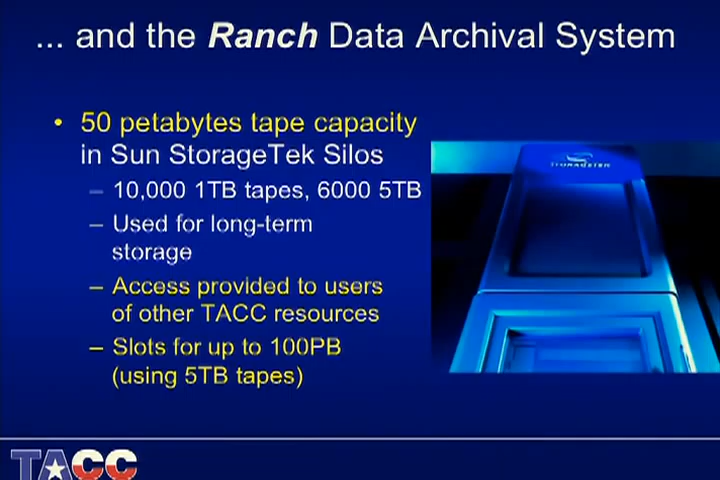 ... and the Ranch Data Archival System
• 50 petabytes tape capacity
in Sun StorageTek Silos
– 10,000 1TB tapes, 6000 5TB
– Used for long-term
storage
– Access provided to users
of other TACC resources
– Slots for up to 100PB
(using 5TB tapes)
STORAGETEK
TACC